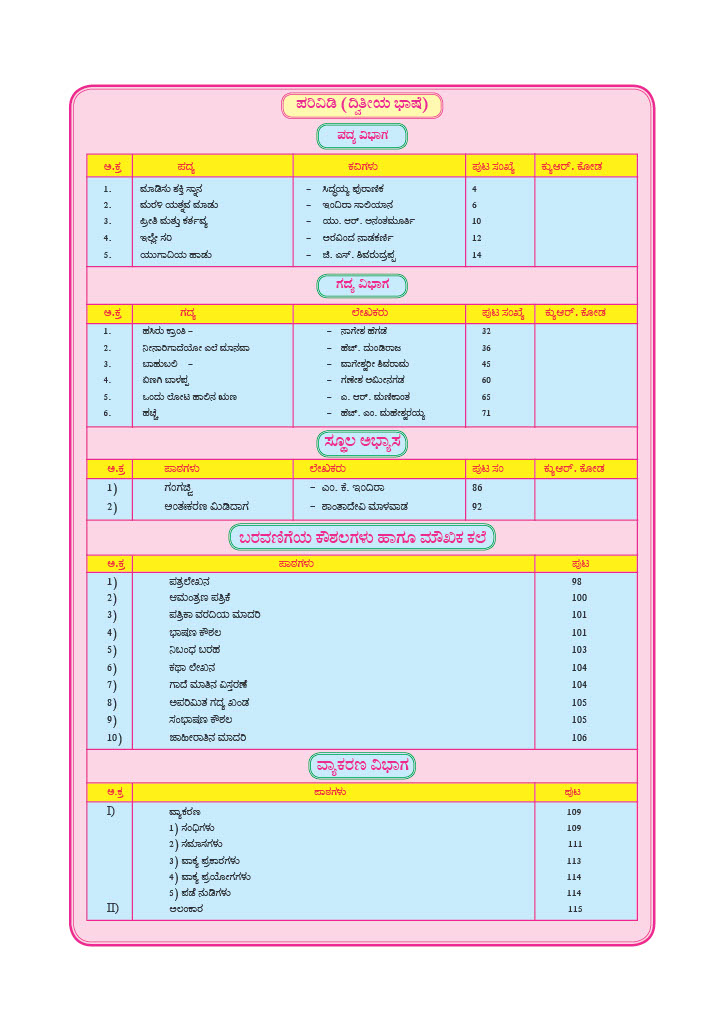 ಪರಿವಿಡಿ (ದ್ವಿತೀಯ ಭಾಷೆ)
ಪದ್ಯ ವಿಭಾಗ
ಅ.ಕ್ರ ಪದ್ಯ ಕವಿಗಳು ಪುಟ ಸಂಖ್ಯೆ ಕ್ಯುಆರ್. ಕೋಡ
1. ಮಾಡಿಸು ಶಕ್ತಿ ಸ್ನಾನ – ಸಿದ್ಧಯ್ಯ ಪುರಾಣಿಕ 4
2. ಮರಳಿ ಯತ್ನವ ಮಾಡು – ಇಂದಿರಾ ಸಾಲಿಯಾನ 6
3. ಪ್ರೀತಿ ಮತ್ತು ಕರ್ತವ್ಯ – ಯು. ಆರ್. ಅನಂತಮೂರ್ತಿ 10
4. ಇಲ್ಲೇ ಸರಿ – ಅರವಿಂದ ನಾಡಕರ್ಣಿ 12
5. ಯುಗಾದಿಯ ಹಾಡು – ಜಿ. ಎಸ್. ಶಿವರುದ್ರಪ್ಪ 14
ಗದ್ಯ ವಿಭಾಗ
ಅ.ಕ್ರ ಗದ್ಯ ಲೇಖಕರು ಪುಟ ಸಂಖ್ಯೆ ಕ್ಯುಆರ್. ಕೋಡ
1. ಹಸಿರು ಕ್ರಾಂತಿ – – ನಾಗೇಶ ಹೆಗಡೆ 32
2. ನೀನಾರಿಗಾದೆಯೋ ಎಲೆ ಮಾನವಾ – ಹೆಚ್. ದುಂಡಿರಾಜ 36
3. ಬಾಹುಬಲಿ – – ವಾಗೇಶ್ವರೀ ಶಿವರಾಮ 45
4. ಏಣಗಿ ಬಾಳಪ್ಪ – ಗಣೇಶ ಅಮೀನಗಡ 60
5. ಒಂದು ಲೋಟ ಹಾಲಿನ ಋಣ – ಎ. ಆರ್. ಮಣಿಕಾಂತ 65
6. ಹಚ್ಚೆ – ಹೆಚ್. ಎಂ. ಮಹೇಶ್ವರಯ್ಯ 71
ಸ್ಥೂಲ ಅಭ್ಯಾಸ
ಅ.ಕ್ರ ಪಾಠಗಳು ಲೇಖಕರು ಪುಟ ಸಂ ಕ್ಯುಆರ್. ಕೋಡ
1) ಗಂಗಜ್ಜಿ – ಎಂ. ಕೆ. ಇಂದಿರಾ 86
2) ಅಂತಃಕರಣ ಮಿಡಿದಾಗ – ಶಾಂತಾದೇವಿ ಮಾಳವಾಡ 92
ಬರವಣಿಗೆಯ ಕೌಶಲಗಳು ಹಾಗೂ ಮೌಖಿಕ ಕಲೆ
ಅ.ಕ್ರ ಪಾಠಗಳು ಪುಟ
1) ಪತ್ರಲೇಖನ 98
2) ಆಮಂತ್ರಣ ಪತ್ರಿಕೆ 100
3) ಪತ್ರಿಕಾ ವರದಿಯ ಮಾದರಿ 101
4) ಭಾಷಣ ಕೌಶಲ 101
5) ನಿಬಂಧ ಬರಹ 103
6) ಕಥಾ ಲೇಖನ 104
7) ಗಾದೆ ಮಾತಿನ ವಿಸ್ತರಣೆ 104
8) ಅಪರಿಮಿತ ಗದ್ಯ ಖಂಡ 105
9) ಸಂಭಾಷಣ ಕೌಶಲ 105
10) ಜಾಹೀರಾತಿನ ಮಾದರಿ 106
ವ್ಯಾಕರಣ ವಿಭಾಗ
ಅ.ಕ್ರ ಪಾಠಗಳು ಪುಟ
I) ವ್ಯಾಕರಣ 109
1) ಸಂಧಿಗಳು 109
2) ಸಮಾಸಗಳು 111
3) ವಾಕ್ಯ ಪ್ರಕಾರಗಳು 113
4) ವಾಕ್ಯ ಪ್ರಯೋಗಗಳು 114
5) ಪಡೆ ನುಡಿಗಳು 114
II) ಅಲಂಕಾರ 115